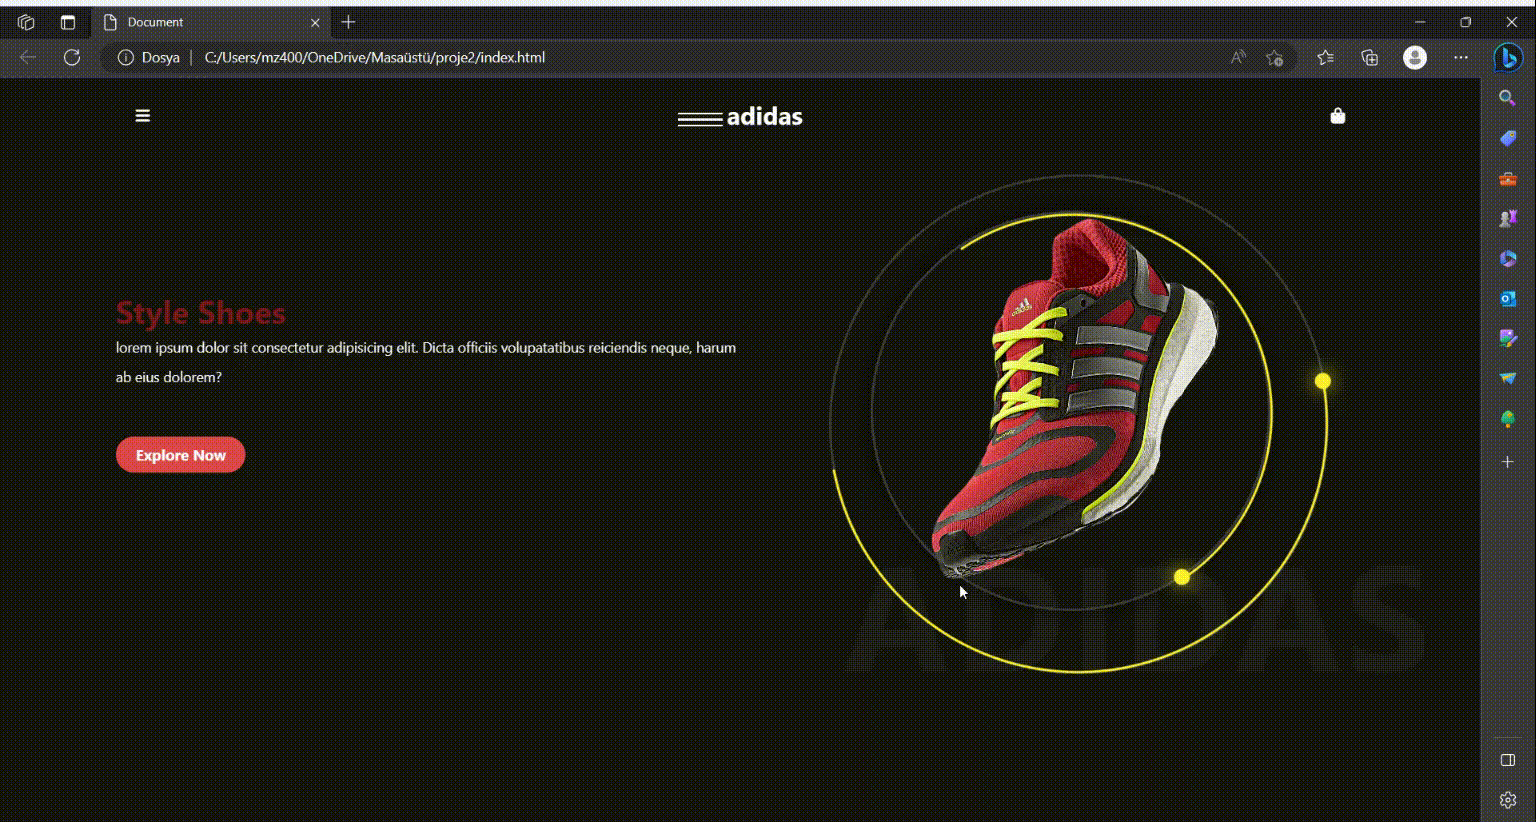 Document
Dosya | C:/Users/mz400/OneDrive/Masaüstü/proje2/index.html
adidas
Style Shoes
lorem ipsum dolor sit consectetur adipisicing elit. Dicta officiis volupatatibus reiciendis neque, harum
ab eius dolorem?
Explore Now
ADIDAS